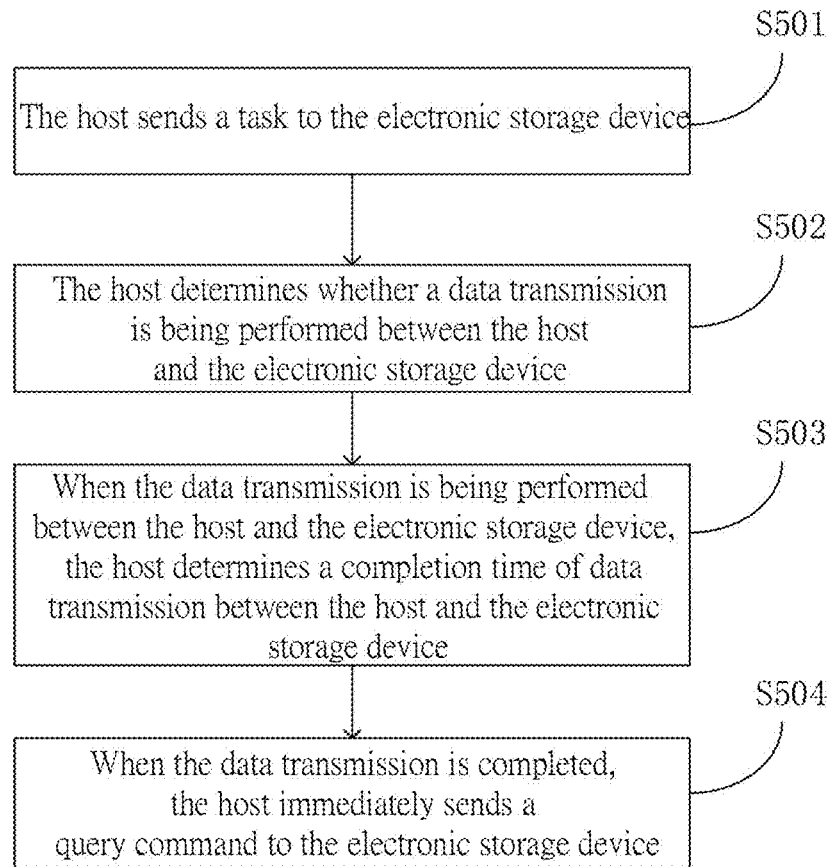 S501
The host sends a task to the electronic storage device
S502
The host determines whether a data transmission
is being performed between the host
and the electronic storage device
S503
When the data transmission is being performed
between the host and the electronic storage device,
the host determines a completion time of data
transmission between the host and the electronic
storage device
S504
When the data transmission is completed,
the host immediately sends a
query command to the electronic storage device